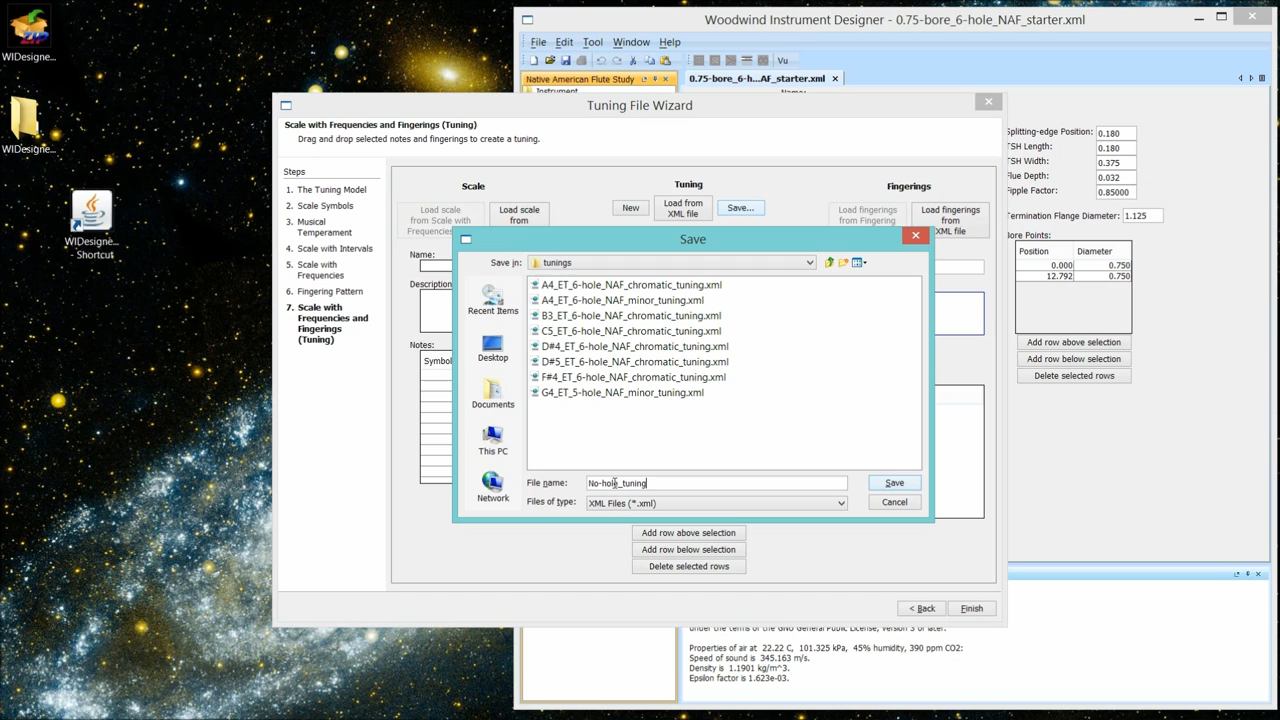 WIDesigne...
WIDesigne...
WIDesigne...
- Shortcut
Woodwind Instrument Designer - 0.75-bore_6-hole_NAF_starter.xml
File Edit Tool Window Help
Vu
Native American Flute Study
Instrument
0.75-bore_6-h...AF_starter.xml
Name:
Tuning File Wizard
Scale with Frequencies and Fingerings (Tuning)
Drag and drop selected notes and fingerings to create a tuning.
Steps
1. The Tuning Model
2. Scale Symbols
3. Musical
Temperament
4. Scale with Intervals
5. Scale with
Frequencies
6. Fingering Pattern
7. Scale with
Frequencies and
Fingerings
(Tuning)
Scale
Tuning
Fingerings
Load scale
from Scale with
Frequencies
Load scale
from
New
Load from
XML file
Save...
Load fingerings
from Fingering
Load fingerings
from
XML file
Name:
Description
Notes:
Symbol
Save
Save in: tunings
Recent Items
Desktop
Documents
This PC
Network
A4_ET_6-hole_NAF_chromatic_tuning.xml
A4_ET_6-hole_NAF_minor_tuning.xml
B3_ET_6-hole_NAF_chromatic_tuning.xml
C5_ET_6-hole_NAF_chromatic_tuning.xml
D#4_ET_6-hole_NAF_chromatic_tuning.xml
D#5_ET_6-hole_NAF_chromatic_tuning.xml
F#4_ET_6-hole_NAF_chromatic_tuning.xml
G4_ET_5-hole_NAF_minor_tuning.xml
File name: No-hole_tuning
Save
Files of type: XML Files (*.xml)
Cancel
Add row above selection
Add row below selection
Delete selected rows
< Back
Finish
Splitting-edge Position: 0.180
TSH Length: 0.180
TSH Width: 0.375
Flue Depth: 0.032
Fipple Factor: 0.85000
Termination Flange Diameter: 1.125
Bore Points:
Position Diameter
0.000 0.750
12.792 0.750
Add row above selection
Add row below selection
Delete selected rows
under the terms of the GNU General Public License, version 3 or later.
Properties of air at 22.22 C, 101.325 kPa, 45% humidity, 390 ppm CO2:
Speed of sound is 345.163 m/s.
Density is 1.1901 kg/m^3.
Epsilon factor is 1.623e-03.